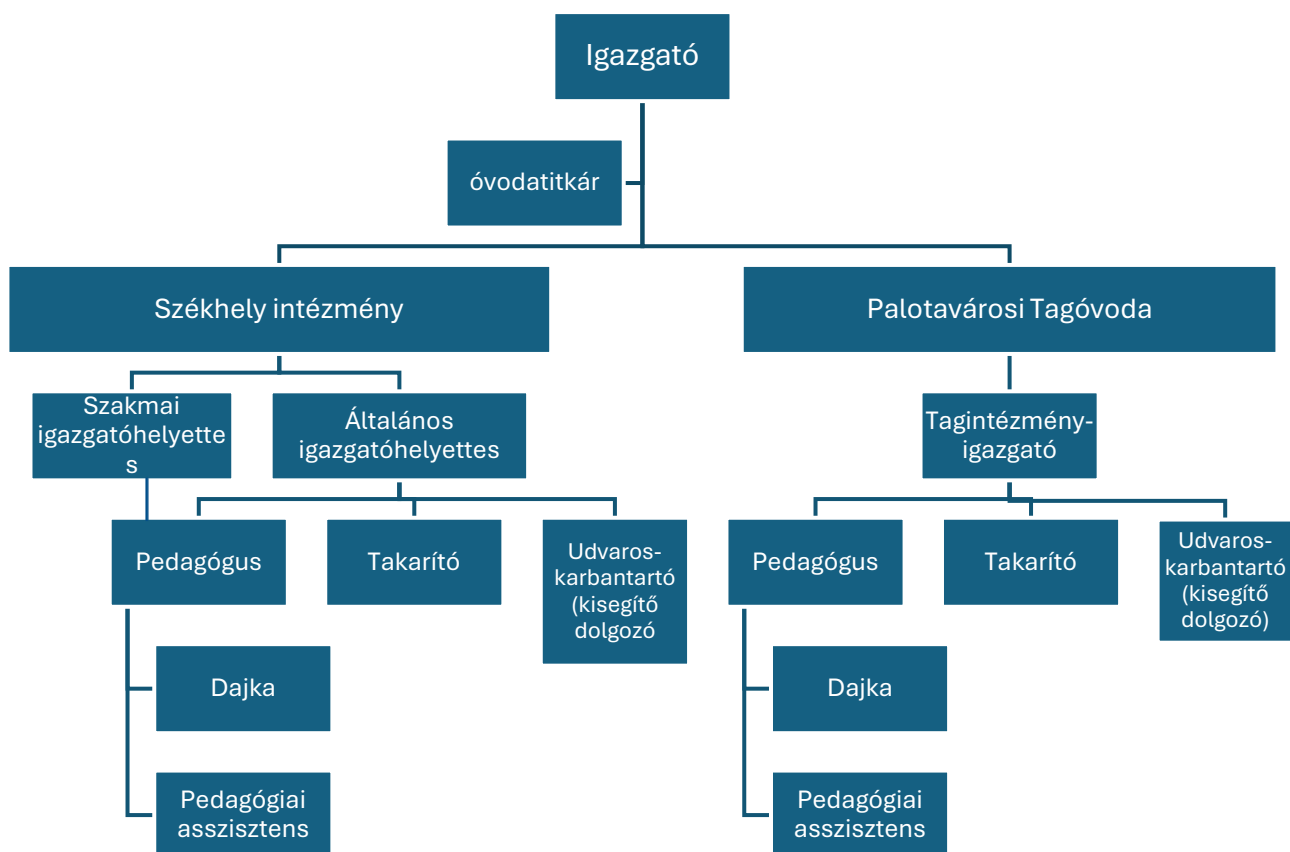 Igazgató
óvodatitkár
Székhely intézmény
Palotavárosi Tagóvoda
Szakmai
igazgatóhelyette
s
Általános
igazgatóhelyettes
Tagintézmény-
igazgató
Pedagógus
Takarító
Udvaros-
karbantartó
(kisegítő
dolgozó
Pedagógus
Takarító
Udvaros-
karbantartó
(kisegítő
dolgozó)
Dajka
Dajka
Pedagógiai
asszisztens
Pedagógiai
asszisztens